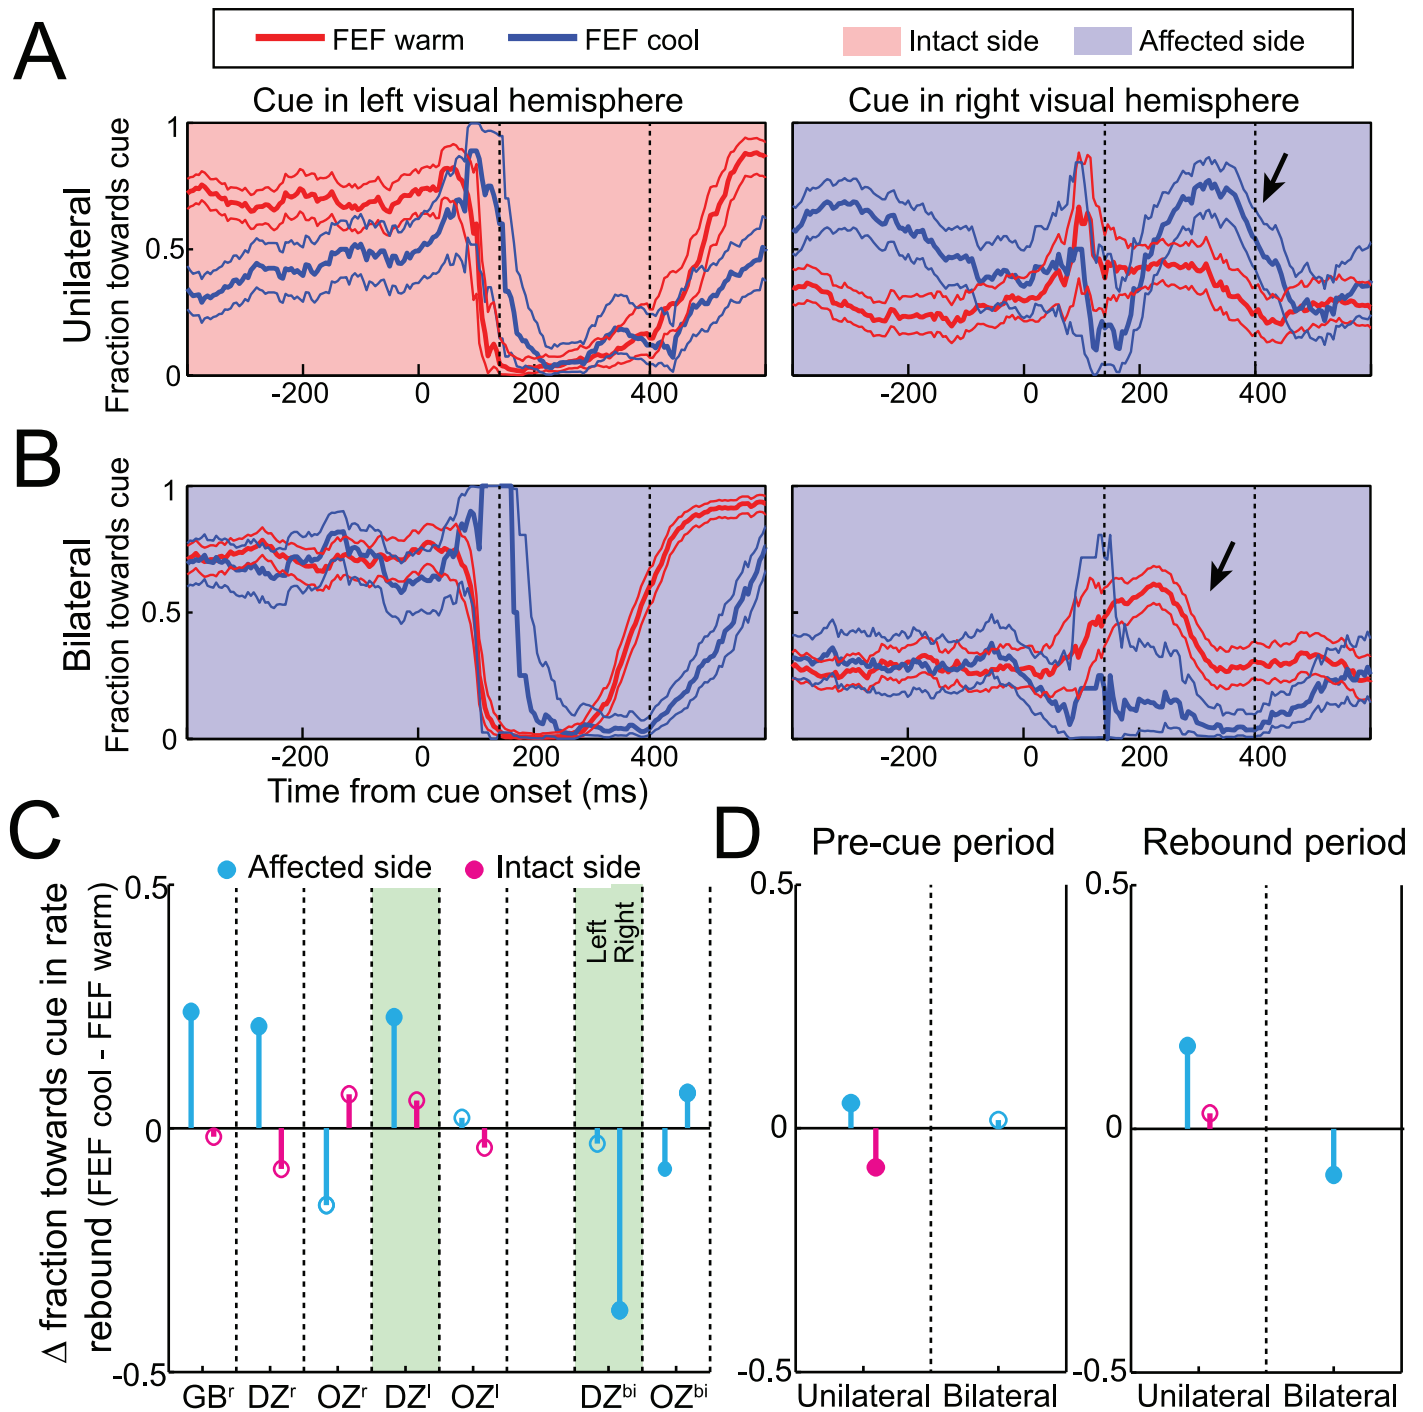 A
FEF warm
FEF cool
Intact side
Affected side
Cue in left visual hemisphere
Cue in right visual hemisphere
Unilateral
Fraction towards cue
1
0.5
0
-200
0
200
400
-200
0
200
400
B
Bilateral
Fraction towards cue
1
0.5
0
-200
0
200
400
-200
0
200
400
Time from cue onset (ms)
C
Affected side
Intact side
Δ fraction towards cue in rate
rebound (FEF cool - FEF warm)
0.5
0
-0.5
Left
Right
GBʳ
DZʳ
OZʳ
DZˡ
OZˡ
DZᵇⁱ
OZᵇⁱ
D
Pre-cue period
0.5
0
-0.5
Unilateral
Bilateral
Rebound period
0.5
0
-0.5
Unilateral
Bilateral